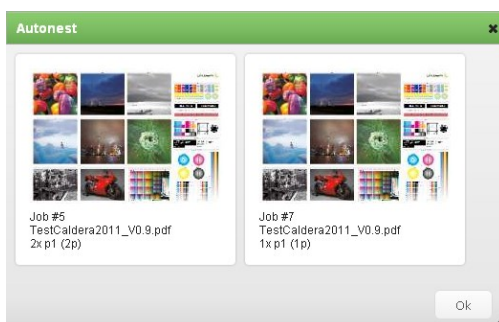 Autonest
Job #5
TestCaldera2011_V0.9.pdf
2x p1 (2p)
Job #7
TestCaldera2011_V0.9.pdf
1x p1 (1p)
Ok